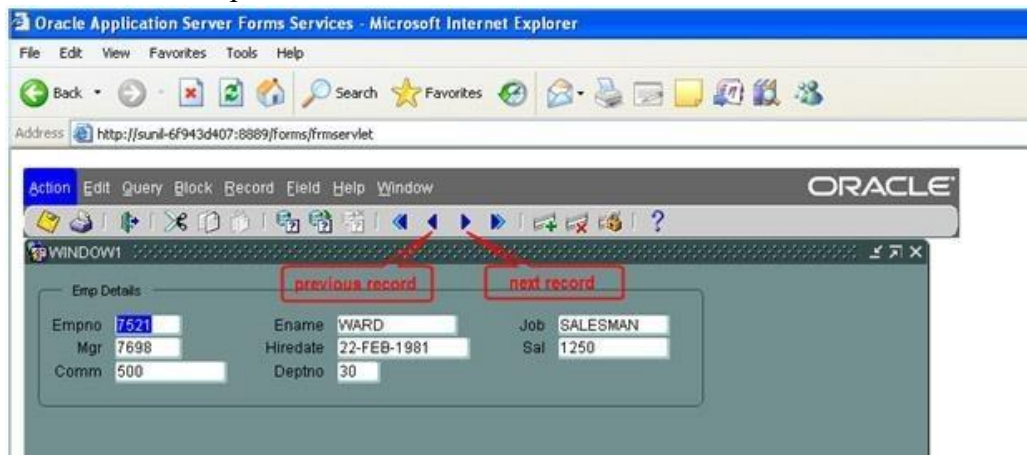 Oracle Application Server Forms Services - Microsoft Internet Explorer
File Edit View Favorites Tools Help
Back Search Favorites
Address http://sunil-6f943d407:8889/forms/frmservlet
Action Edit Query Block Record Field Help Window ORACLE
?
WINDOW1
previous record next record
Emp Details
Empno 7521 Ename WARD Job SALESMAN
Mgr 7698 Hiredate 22-FEB-1981 Sal 1250
Comm 500 Deptno 30